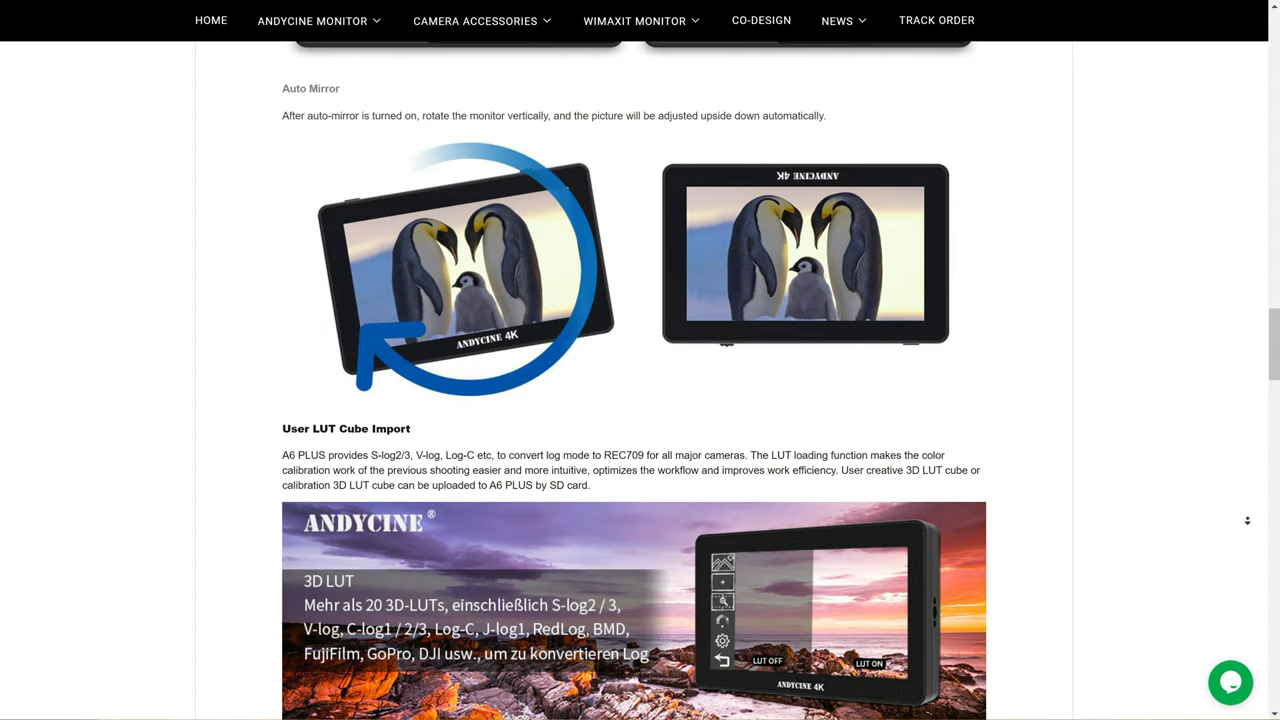 HOME ANDYCINE MONITOR CAMERA ACCESSORIES WIMAXIT MONITOR CO-DESIGN NEWS TRACK ORDER
Auto Mirror
After auto-mirror is turned on, rotate the monitor vertically, and the picture will be adjusted upside down automatically.
ANDYCINE 4K
ANDYCINE 4K
User LUT Cube Import
A6 PLUS provides S-log2/3, V-log, Log-C etc, to convert log mode to REC709 for all major cameras. The LUT loading function makes the color
calibration work of the previous shooting easier and more intuitive, optimizes the workflow and improves work efficiency. User creative 3D LUT cube or
calibration 3D LUT cube can be uploaded to A6 PLUS by SD card.
ANDYCINE®
3D LUT
Mehr als 20 3D-LUTs, einschließlich S-log2 / 3,
V-log, C-log1 / 2/3, Log-C, J-log1, RedLog, BMD,
FujiFilm, GoPro, DJI usw., um zu konvertieren Log
LUT OFF LUT ON
ANDYCINE 4K